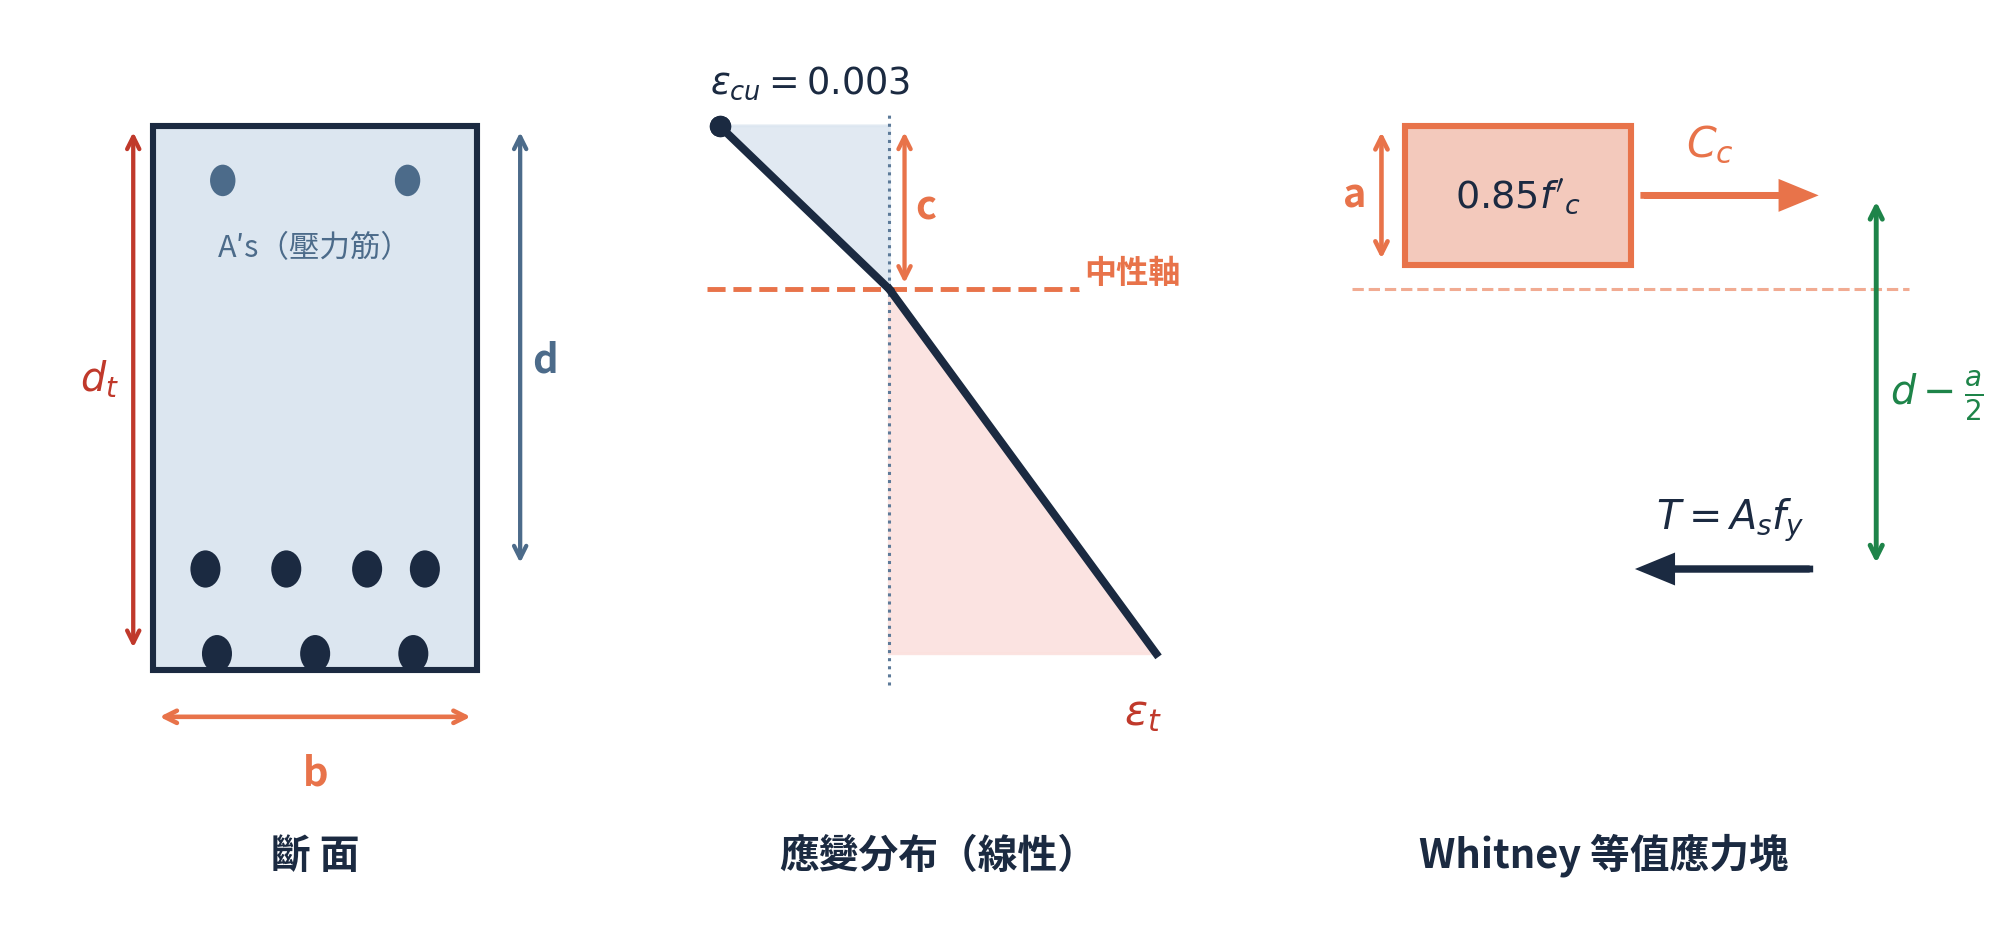 A's（壓力筋）
d_t
d
b
斷 面
ε_cu = 0.003
c
中性軸
ε_t
應變分布（線性）
a
0.85f′_c
C_c
d − a/2
T = A_s f_y
Whitney 等值應力塊